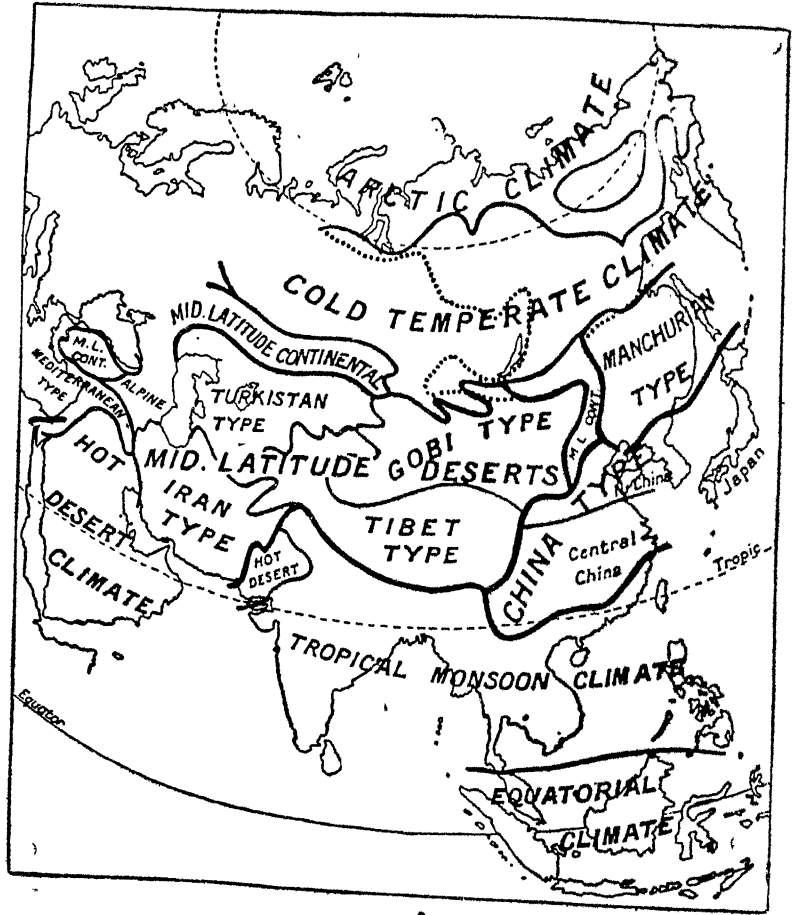 ARCTIC CLIMATE
COLD TEMPERATE CLIMATE
MID. LATITUDE CONTINENTAL
M.L.
CONT.
MEDITERRANEAN
TYPE
ALPINE
TURKISTAN
TYPE
GOBI TYPE
MANCHURIAN
TYPE
M.L CONT.
HOT
DESERT
CLIMATE
MID. LATITUDE DESERTS
IRAN
TYPE
TIBET
TYPE
HOT
DESERT
CHINA TYPE
N. China
Central
China
Japan
Tropic
TROPICAL MONSOON CLIMATE
Equator
EQUATORIAL
CLIMATE